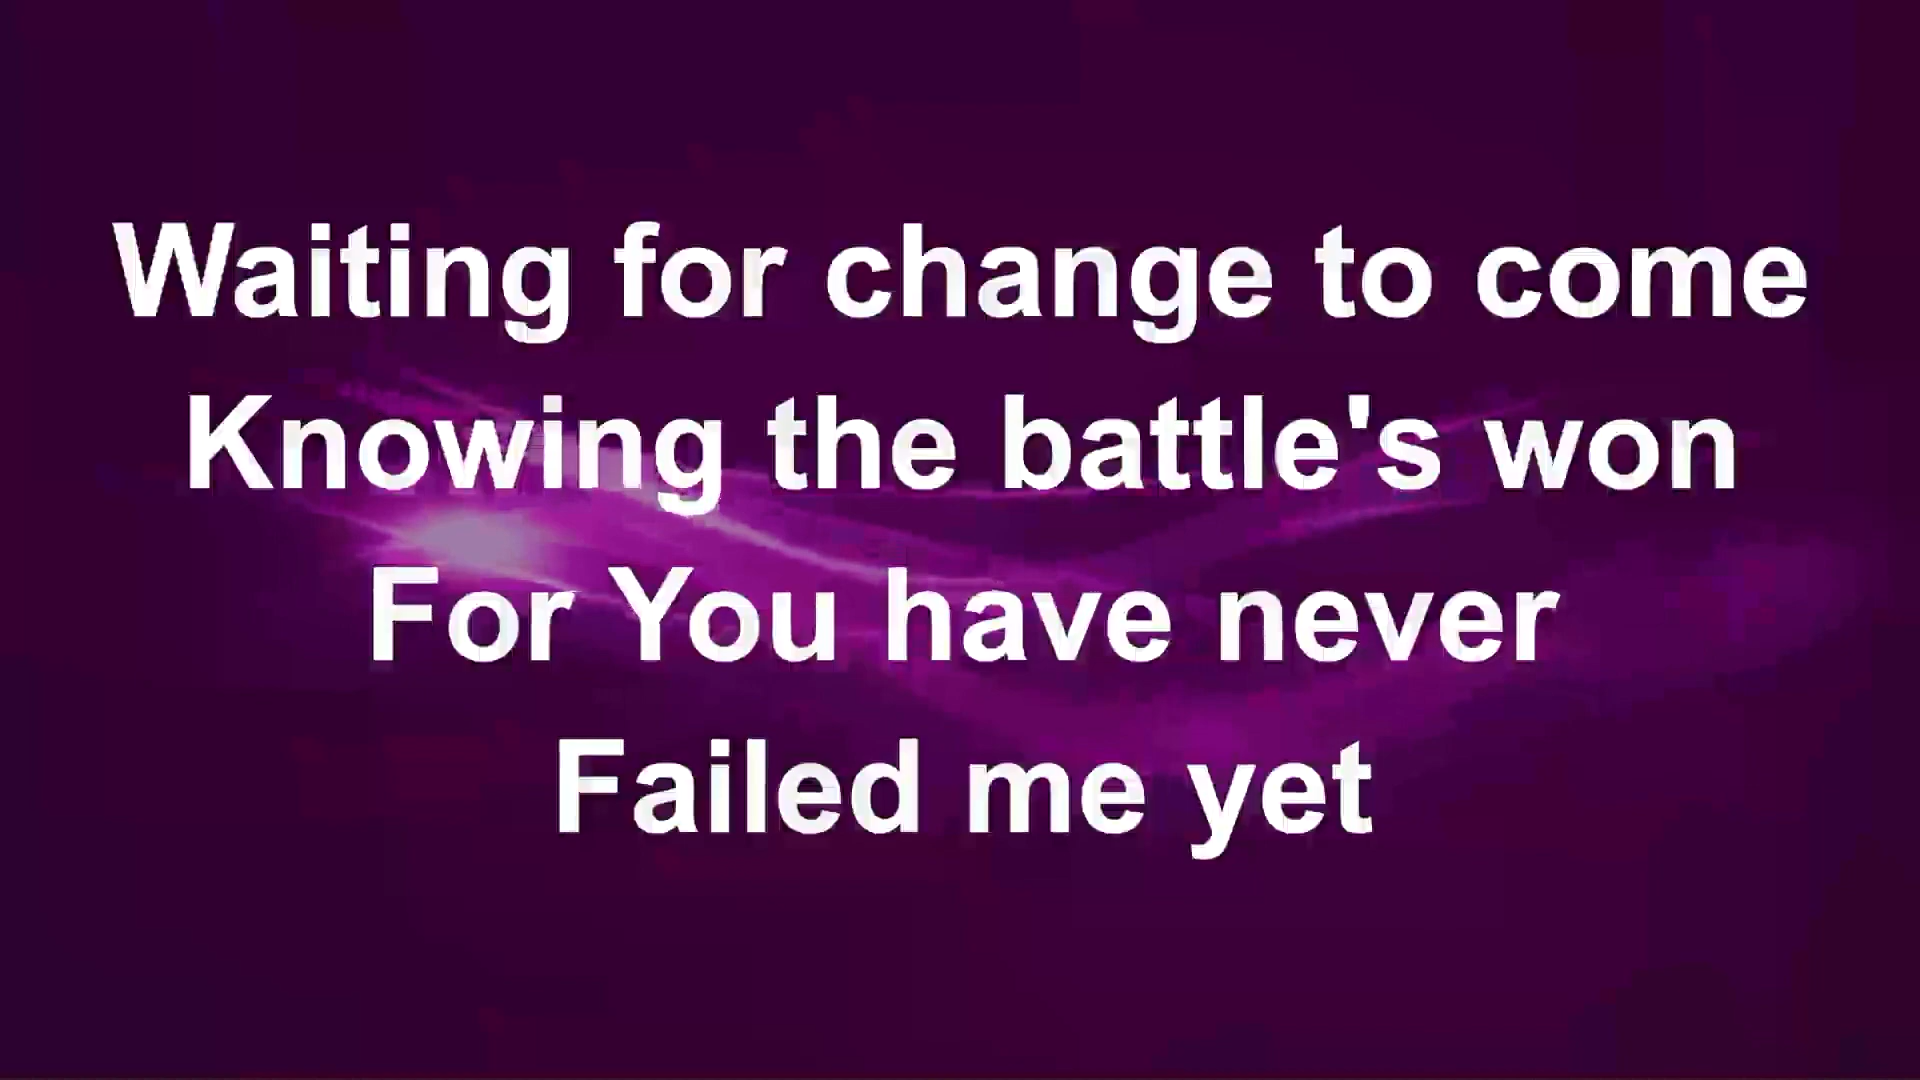 Waiting for change to come
Knowing the battle's won
For You have never
Failed me yet